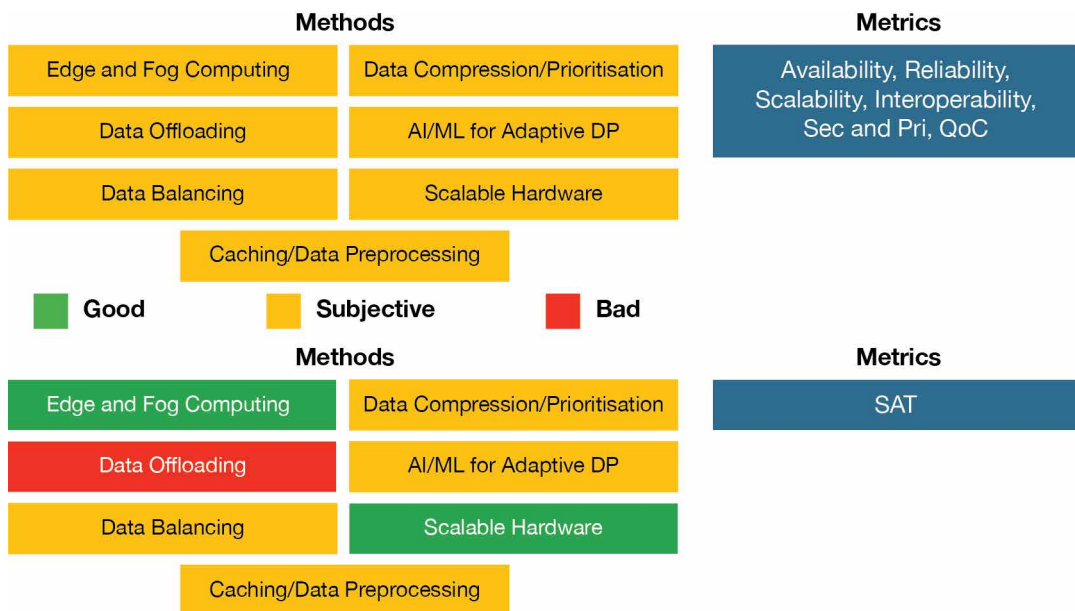 Methods
Metrics
Edge and Fog Computing
Data Compression/Prioritisation
Availability, Reliability,
Scalability, Interoperability,
Sec and Pri, QoC
Data Offloading
AI/ML for Adaptive DP
Data Balancing
Scalable Hardware
Caching/Data Preprocessing
Good
Subjective
Bad
Methods
Metrics
Edge and Fog Computing
Data Compression/Prioritisation
SAT
Data Offloading
AI/ML for Adaptive DP
Data Balancing
Scalable Hardware
Caching/Data Preprocessing